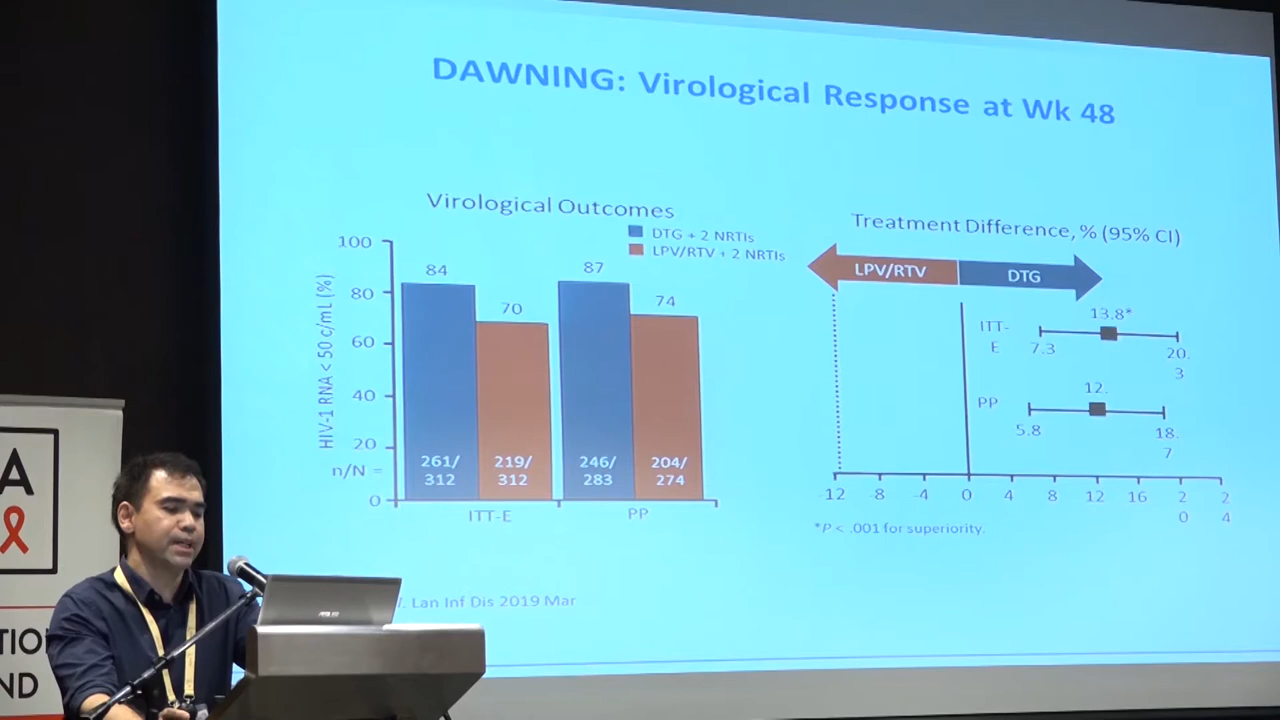 DAWNING: Virological Response at Wk 48
Virological Outcomes
DTG + 2 NRTIs
LPV/RTV + 2 NRTIs
HIV-1 RNA < 50 c/mL (%)
100
80
60
40
20
0
84
70
87
74
n/N =
261/
312
219/
312
246/
283
204/
274
ITT-E
PP
Treatment Difference, % (95% CI)
LPV/RTV
DTG
ITT-
E
13.8*
7.3
20.
3
PP
12.
5.8
18.
7
-12
-8
-4
0
4
8
12
16
2
0
2
4
*P < .001 for superiority.
Lan Inf Dis 2019 Mar
A
TIO
ND